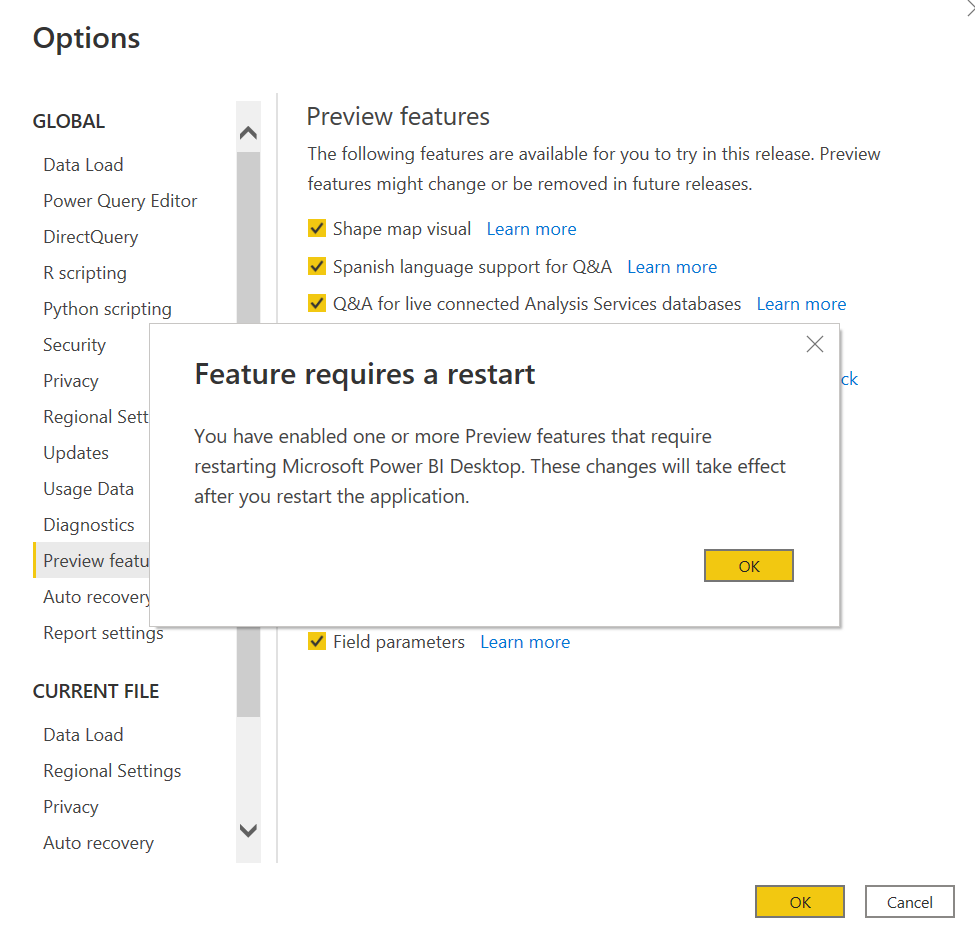 Options
GLOBAL
Data Load
Power Query Editor
DirectQuery
R scripting
Python scripting
Security
Privacy
Regional Sett
Updates
Usage Data
Diagnostics
Preview featu
Auto recovery
Report settings
CURRENT FILE
Data Load
Regional Settings
Privacy
Auto recovery
Preview features
The following features are available for you to try in this release. Preview
features might change or be removed in future releases.
Shape map visual Learn more
Spanish language support for Q&A Learn more
Q&A for live connected Analysis Services databases Learn more
ck
Feature requires a restart
You have enabled one or more Preview features that require
restarting Microsoft Power BI Desktop. These changes will take effect
after you restart the application.
OK
Field parameters Learn more
OK Cancel